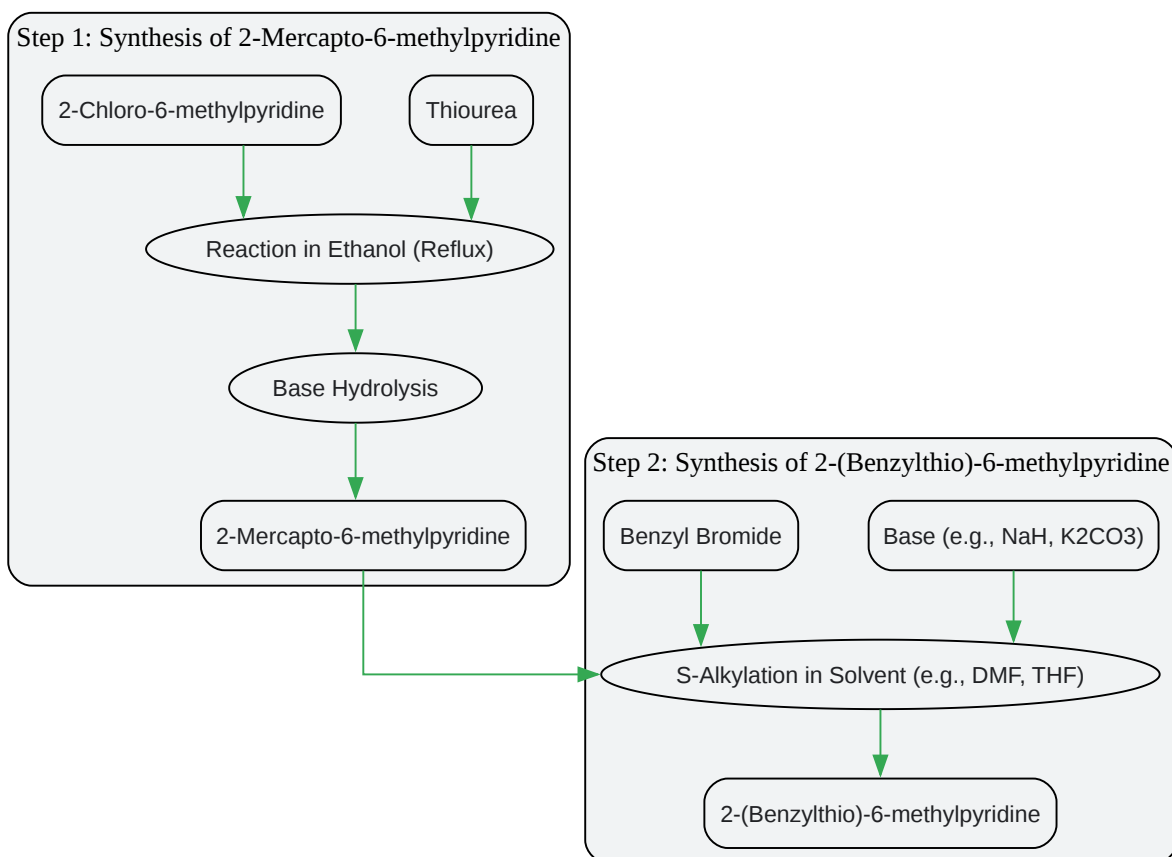 Step 1: Synthesis of 2-Mercapto-6-methylpyridine
2-Chloro-6-methylpyridine
Thiourea
Reaction in Ethanol (Reflux)
Base Hydrolysis
2-Mercapto-6-methylpyridine
Step 2: Synthesis of 2-(Benzylthio)-6-methylpyridine
Benzyl Bromide
Base (e.g., NaH, K2CO3)
S-Alkylation in Solvent (e.g., DMF, THF)
2-(Benzylthio)-6-methylpyridine